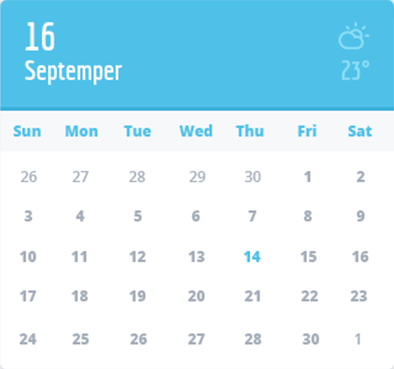 16
Septemper
23°
Sun Mon Tue Wed Thu Fri Sat
26 27 28 29 30 1 2
3 4 5 6 7 8 9
10 11 12 13 14 15 16
17 18 19 20 21 22 23
24 25 26 27 28 30 1